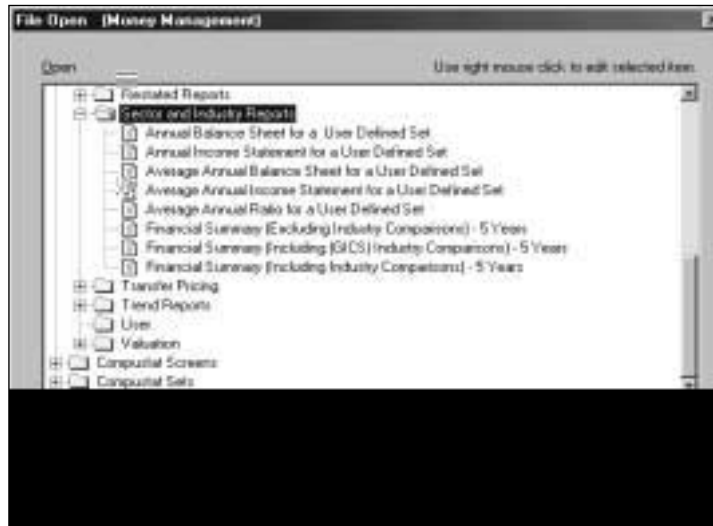 File Open (Money Management)
Open
Use right mouse click to edit selected item.
Restated Reports
Sector and Industry Reports
Annual Balance Sheet for a User Defined Set
Annual Income Statement for a User Defined Set
Average Annual Balance Sheet for a User Defined Set
Average Annual Income Statement for a User Defined Set
Average Annual Ratio for a User Defined Set
Financial Summary (Excluding Industry Comparisons) - 5 Years
Financial Summary (Including (GICS) Industry Comparisons) - 5 Years
Financial Summary (Including Industry Comparisons) - 5 Years
Transfer Pricing
Trend Reports
User
Valuation
Compustat Screens
Compustat Sets